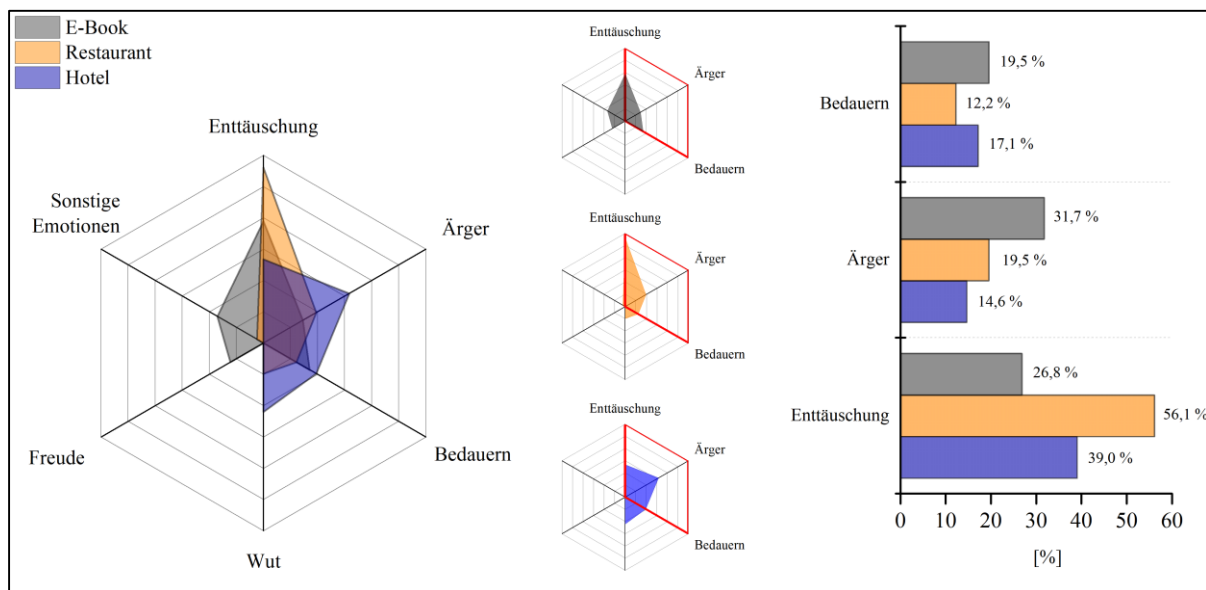 E-Book
Restaurant
Hotel
Enttäuschung
Sonstige
Emotionen
Ärger
Freude
Bedauern
Wut
Enttäuschung
Ärger
Bedauern
Enttäuschung
Ärger
Bedauern
Enttäuschung
Ärger
Bedauern
Bedauern
19,5 %
12,2 %
17,1 %
Ärger
31,7 %
19,5 %
14,6 %
Enttäuschung
26,8 %
56,1 %
39,0 %
0 10 20 30 40 50 60
[%]